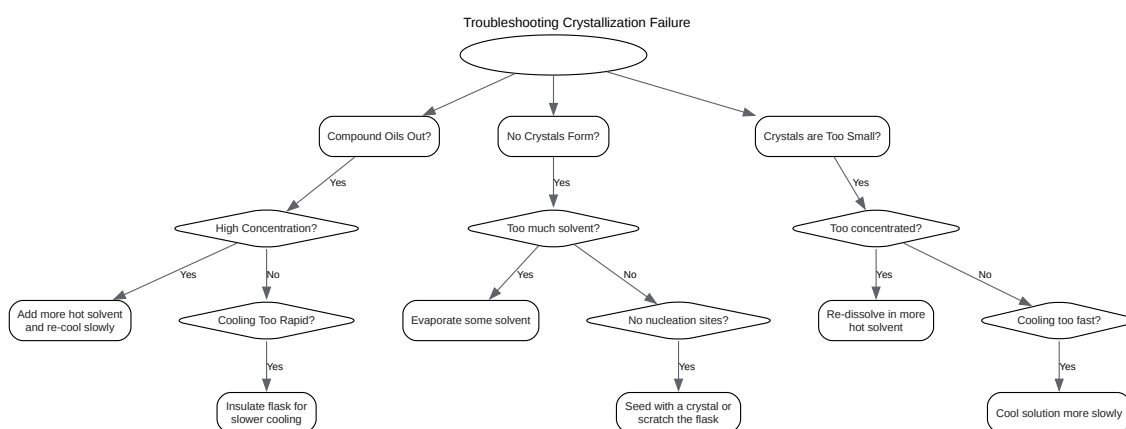 Troubleshooting Crystallization Failure
Compound Oils Out?
No Crystals Form?
Crystals are Too Small?
Yes
Yes
Yes
High Concentration?
Too much solvent?
Too concentrated?
Yes
No
Yes
No
Yes
No
Add more hot solvent
and re-cool slowly
Cooling Too Rapid?
Evaporate some solvent
No nucleation sites?
Re-dissolve in more
hot solvent
Cooling too fast?
Yes
Yes
Yes
Insulate flask for
slower cooling
Seed with a crystal or
scratch the flask
Cool solution more slowly